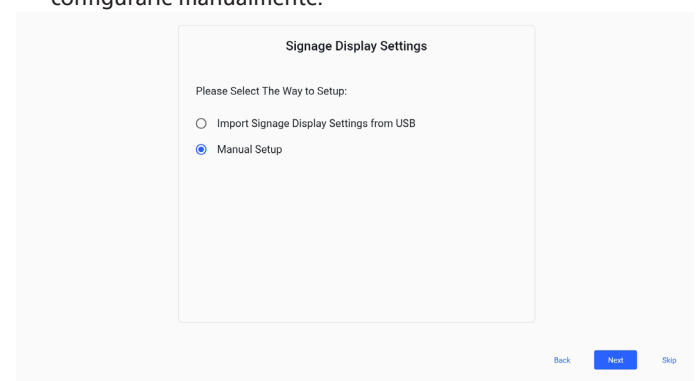 configurarle manualmente.
Signage Display Settings
Please Select The Way to Setup:
Import Signage Display Settings from USB
Manual Setup
Back Next Skip